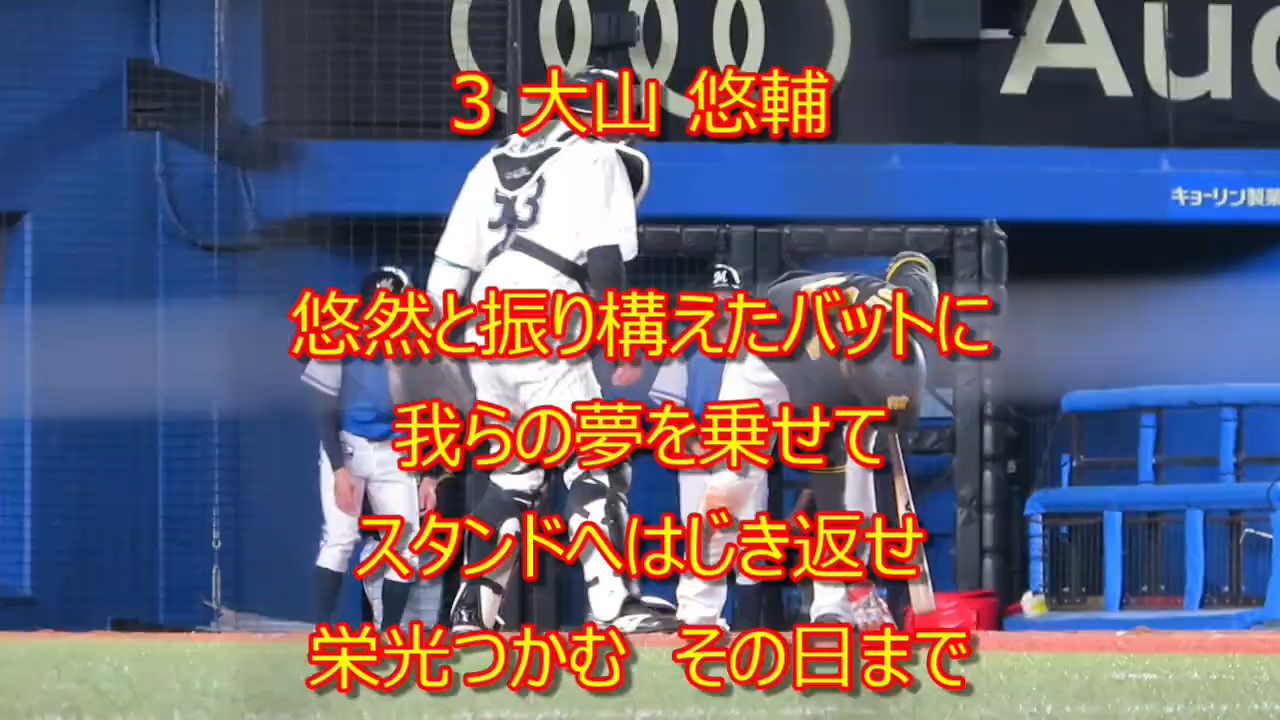 Aud
3 大山 悠輔
キョーリン製薬
53
M
悠然と振り構えたバットに
我らの夢を乗せて
スタンドへはじき返せ
栄光つかむ その日まで